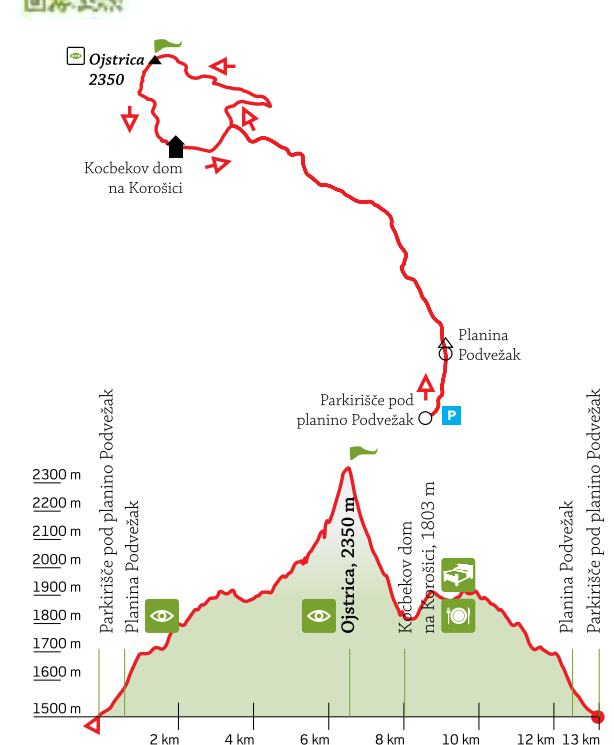 Ojstrica
2350
Kocbekov dom
na Korošici
Planina
Podvežak
Parkirišče pod
planino Podvežak
P
2300 m
2200 m
2100 m
2000 m
1900 m
1800 m
1700 m
1600 m
1500 m
Parkirišče pod planino Podvežak
Planina Podvežak
Ojstrica, 2350 m
Kocbekov dom
na Korošici, 1803 m
Planina Podvežak
Parkirišče pod planino Podvežak
2 km
4 km
6 km
8 km
10 km
12 km
13 km